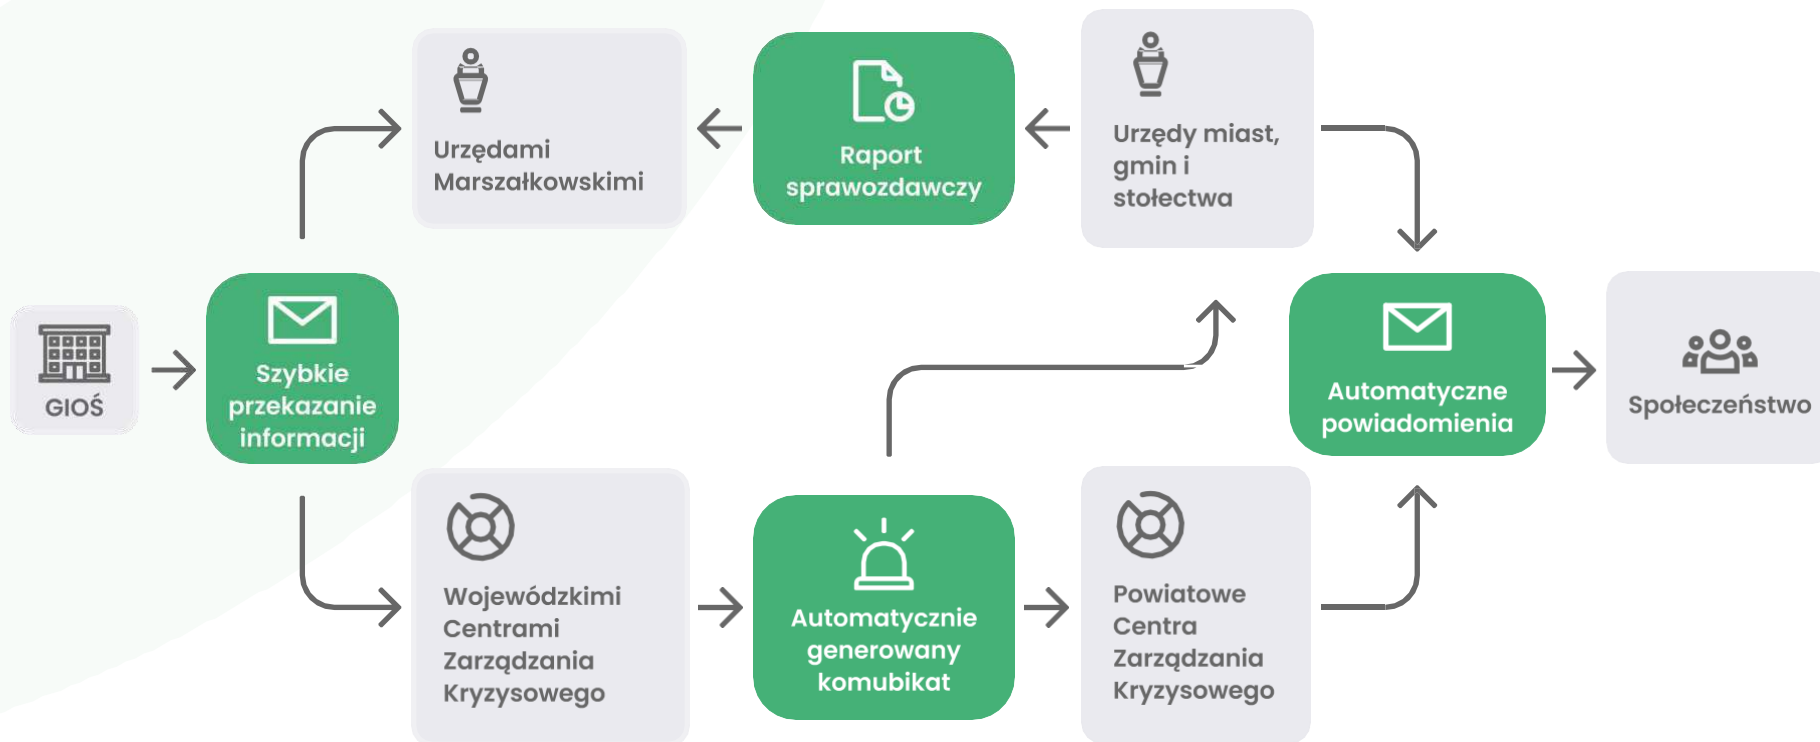 Urzędami
Marszałkowskimi
Raport
sprawozdawczy
Urzędy miast,
gmin i
stołectwa
GIOŚ
Szybkie
przekazanie
informacji
Automatyczne
powiadomienia
Społeczeństwo
Wojewódzkimi
Centrami
Zarządzania
Kryzysowego
Automatycznie
generowany
komubikat
Powiatowe
Centra
Zarządzania
Kryzysowego